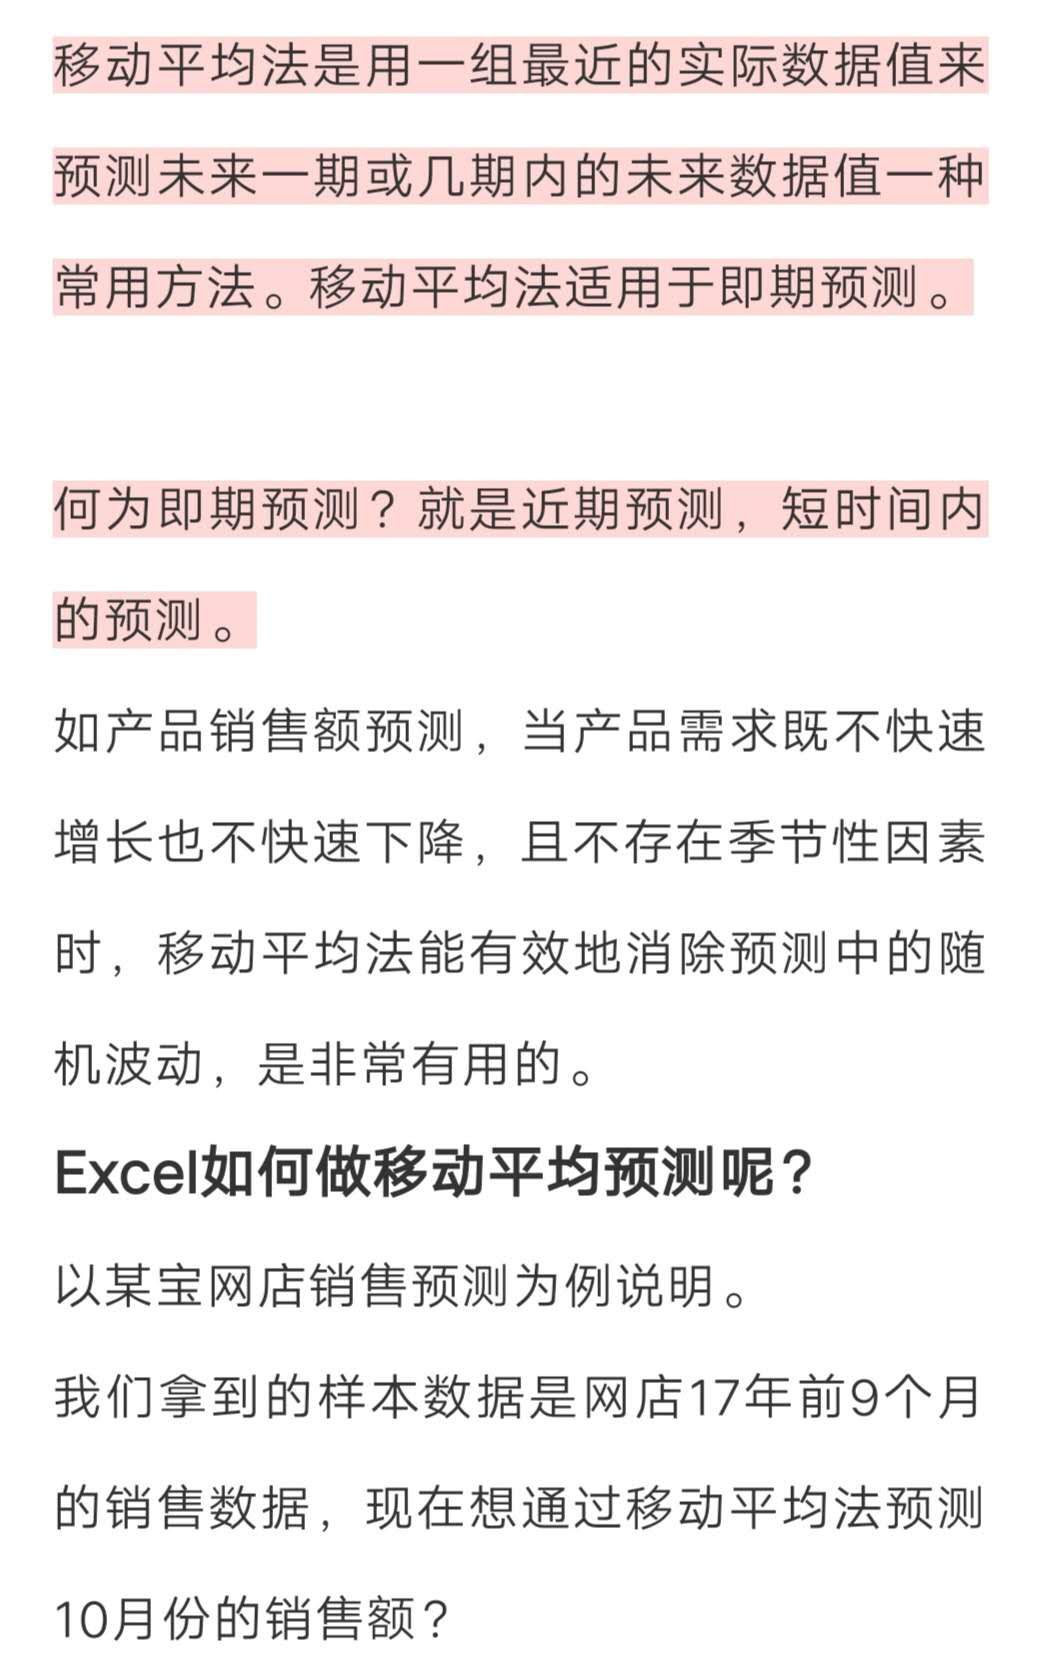 移动平均法是用一组最近的实际数据值来
预测未来一期或几期内的未来数据值一种
常用方法。移动平均法适用于即期预测。
何为即期预测？就是近期预测，短时间内
的预测。
如产品销售额预测，当产品需求既不快速
增长也不快速下降，且不存在季节性因素
时，移动平均法能有效地消除预测中的随
机波动，是非常有用的。
Excel如何做移动平均预测呢？
以某宝网店销售预测为例说明。
我们拿到的样本数据是网店17年前9个月
的销售数据，现在想通过移动平均法预测
10月份的销售额？